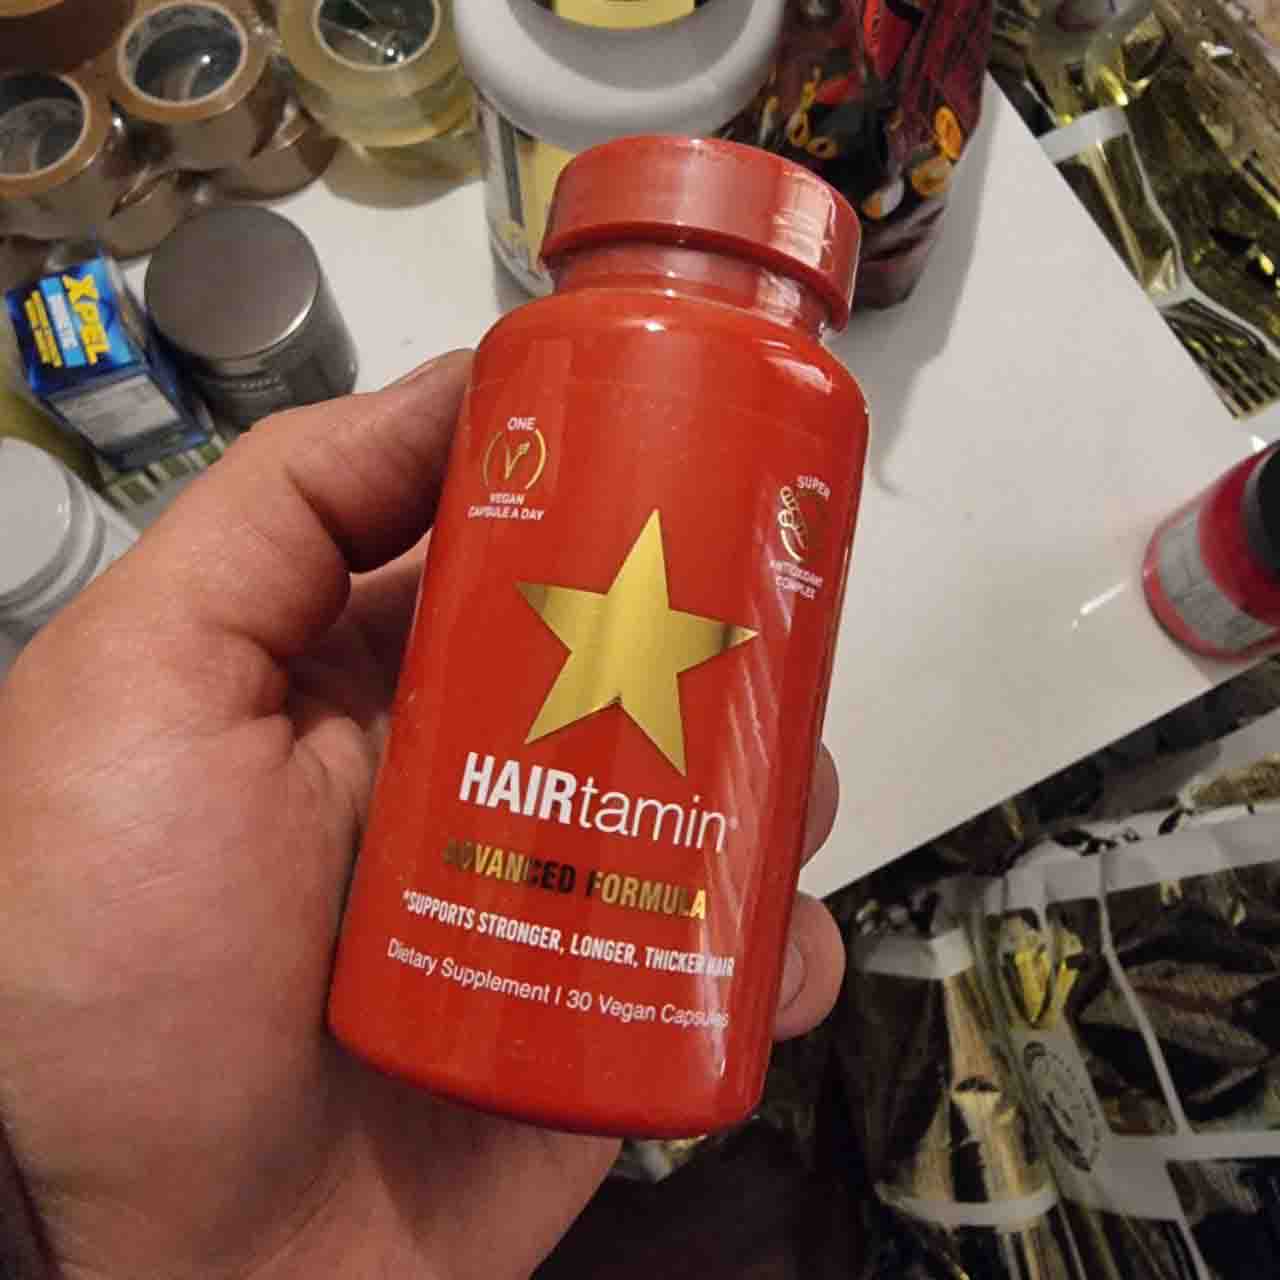 XPEL
ONE
VEGAN
CAPSULE A DAY
SUPER
ANTIOXIDANT
COMPLEX
HAIRtamin
ADVANCED FORMULA
*SUPPORTS STRONGER, LONGER, THICKER HAIR
Dietary Supplement | 30 Vegan Capsules